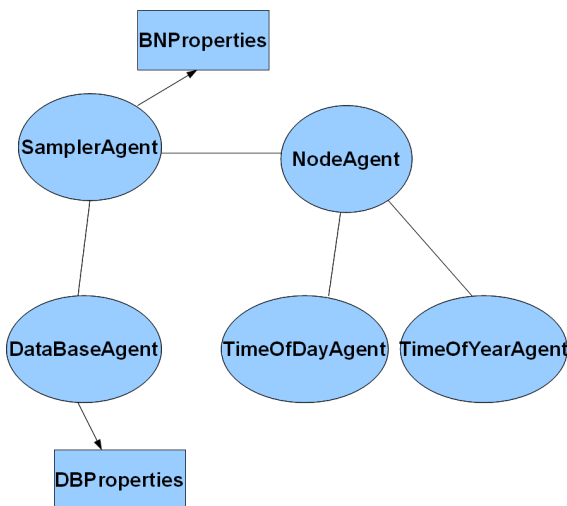 BNProperties
SamplerAgent
NodeAgent
DataBaseAgent
TimeOfDayAgent
TimeOfYearAgent
DBProperties